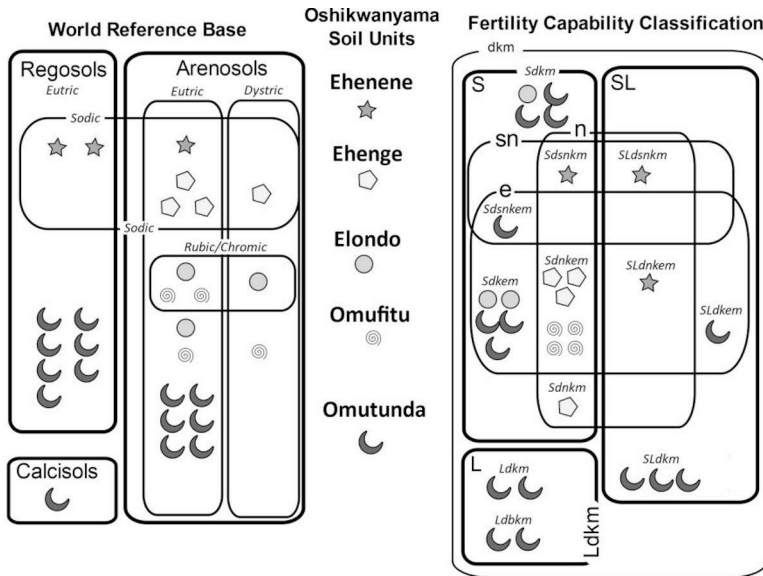 World Reference Base
Oshikwanyama
Soil Units
Fertility Capability Classification
Regosols
Eutric
Arenosols
Eutric
Dystric
Sodic
Sodic
Rubic/Chromic
Calcisols
Ehenene
Ehenge
Elondo
Omufitu
Omutunda
dkm
S
Sdkm
SL
n
sn
Sdsnkm
SLdsnkm
e
Sdsnkem
Sdkem
Sdnkem
SLdnkem
SLdkem
Sdnkm
L
Ldkm
Ldbkm
Ldkm
SLdkm